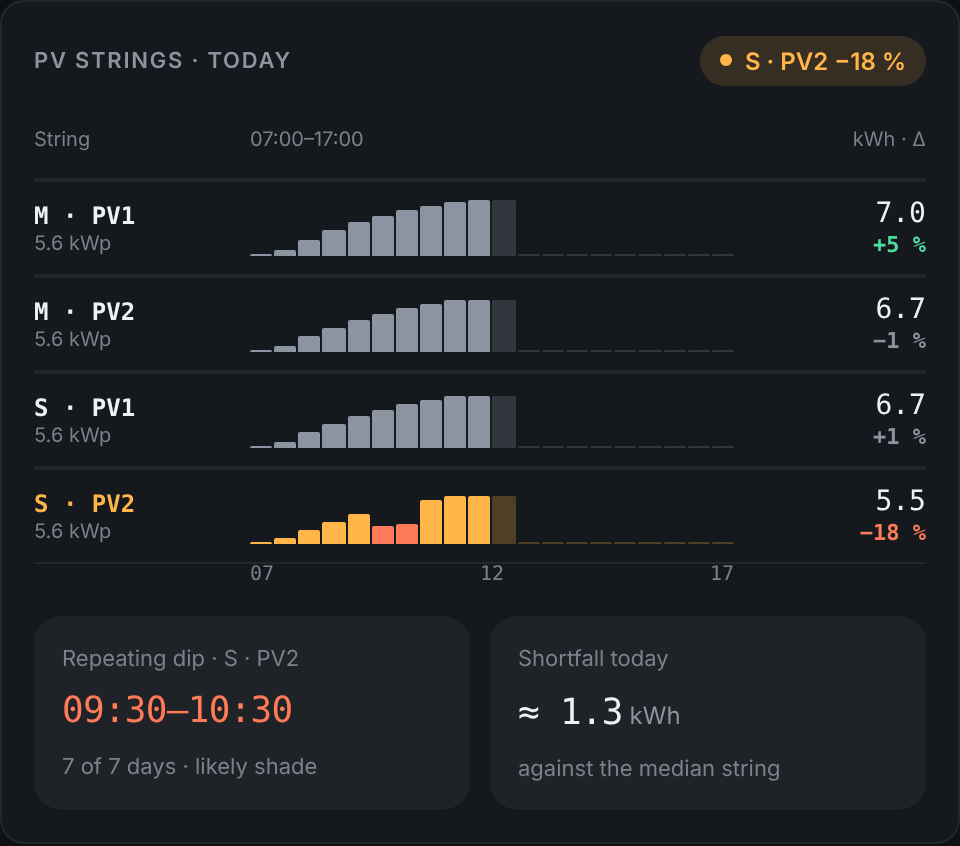 PV STRINGS · TODAY
S · PV2 −18 %
String 07:00–17:00 kWh · Δ
M · PV1 7.0
5.6 kWp +5 %
M · PV2 6.7
5.6 kWp −1 %
S · PV1 6.7
5.6 kWp +1 %
S · PV2 5.5
5.6 kWp −18 %
07 12 17
Repeating dip · S · PV2
09:30–10:30
7 of 7 days · likely shade
Shortfall today
≈ 1.3 kWh
against the median string